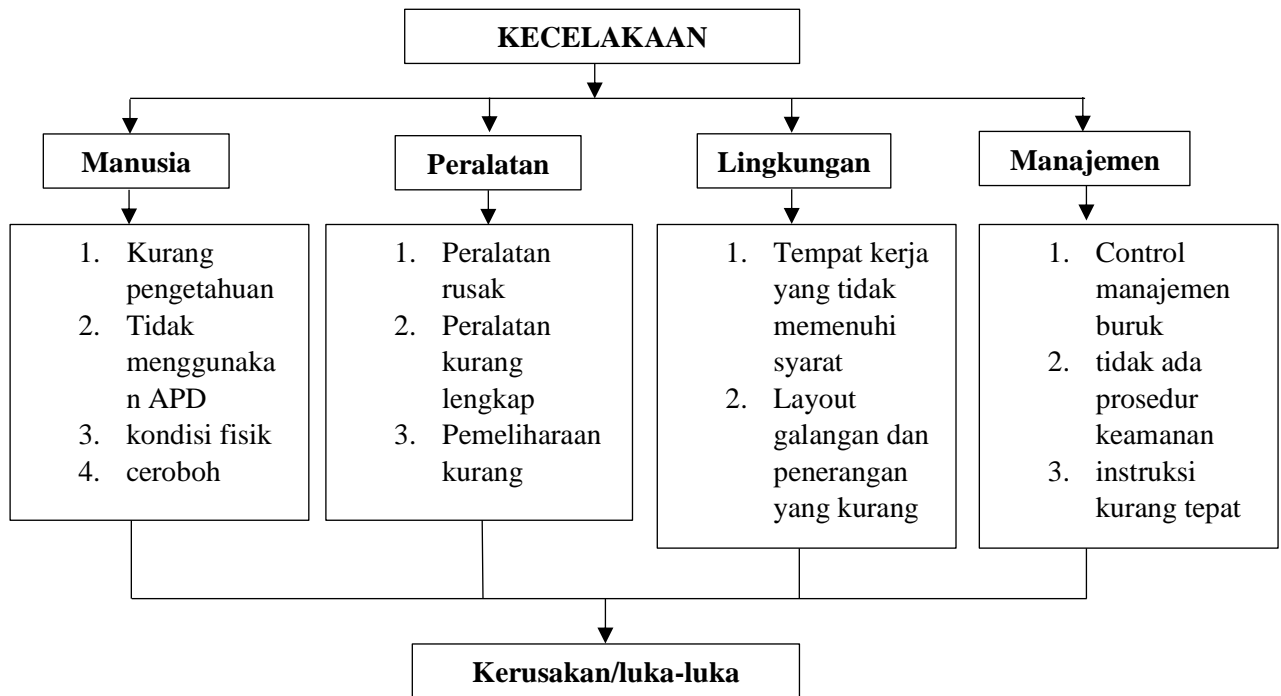 KECELAKAAN
Manusia
Peralatan
Lingkungan
Manajemen
1. Kurang
pengetahuan
2. Tidak
menggunaka
n APD
3. kondisi fisik
4. ceroboh
1. Peralatan
rusak
2. Peralatan
kurang
lengkap
3. Pemeliharaan
kurang
1. Tempat kerja
yang tidak
memenuhi
syarat
2. Layout
galangan dan
penerangan
yang kurang
1. Control
manajemen
buruk
2. tidak ada
prosedur
keamanan
3. instruksi
kurang tepat
Kerusakan/luka-luka